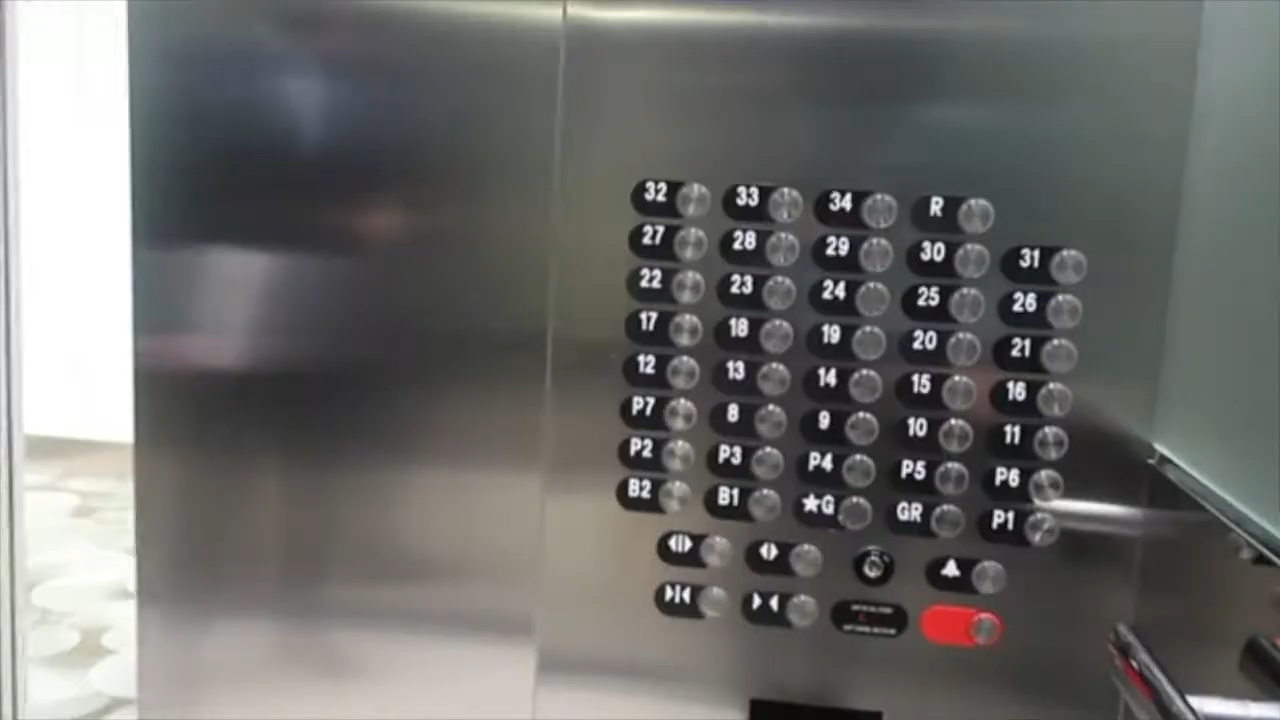 32 33 34 R
27 28 29 30 31
22 23 24 25 26
17 18 19 20 21
12 13 14 15 16
P7 8 9 10 11
P2 P3 P4 P5 P6
B2 B1 ★G GR P1